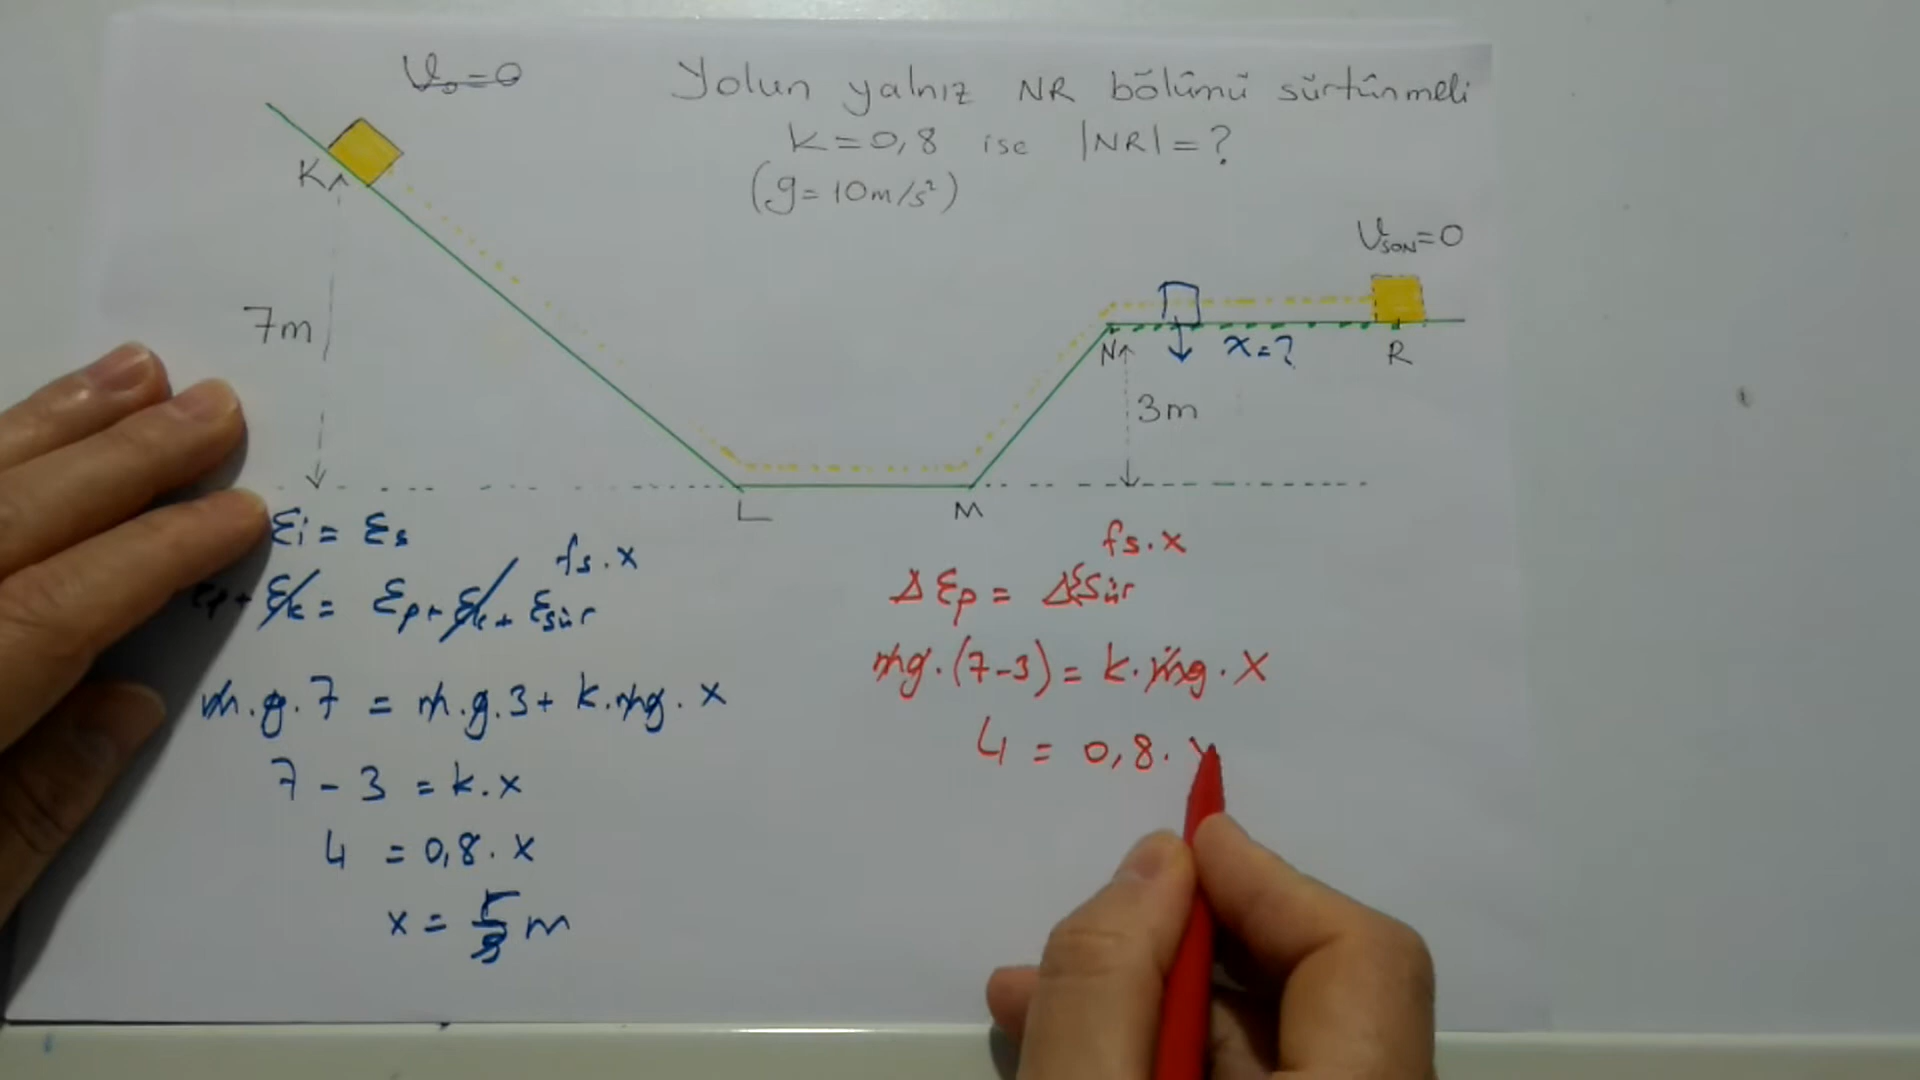 V₀=0
Yolun yalnız NR bölümü sürtünmeli
k=0,8 ise |NR|=?
(g=10m/s²)
K
7m
V_SON=0
N
x=?
R
3m
L
M
Ei = Es
fs.x
Ep+Ek = Ep+Ek+Esür
m.g.7 = m.g.3+k.mg.x
7-3 = k.x
4 = 0,8.x
x = 5 m
fs.x
ΔEp = ΔEsür
mg.(7-3) = k.mg.x
4 = 0,8.